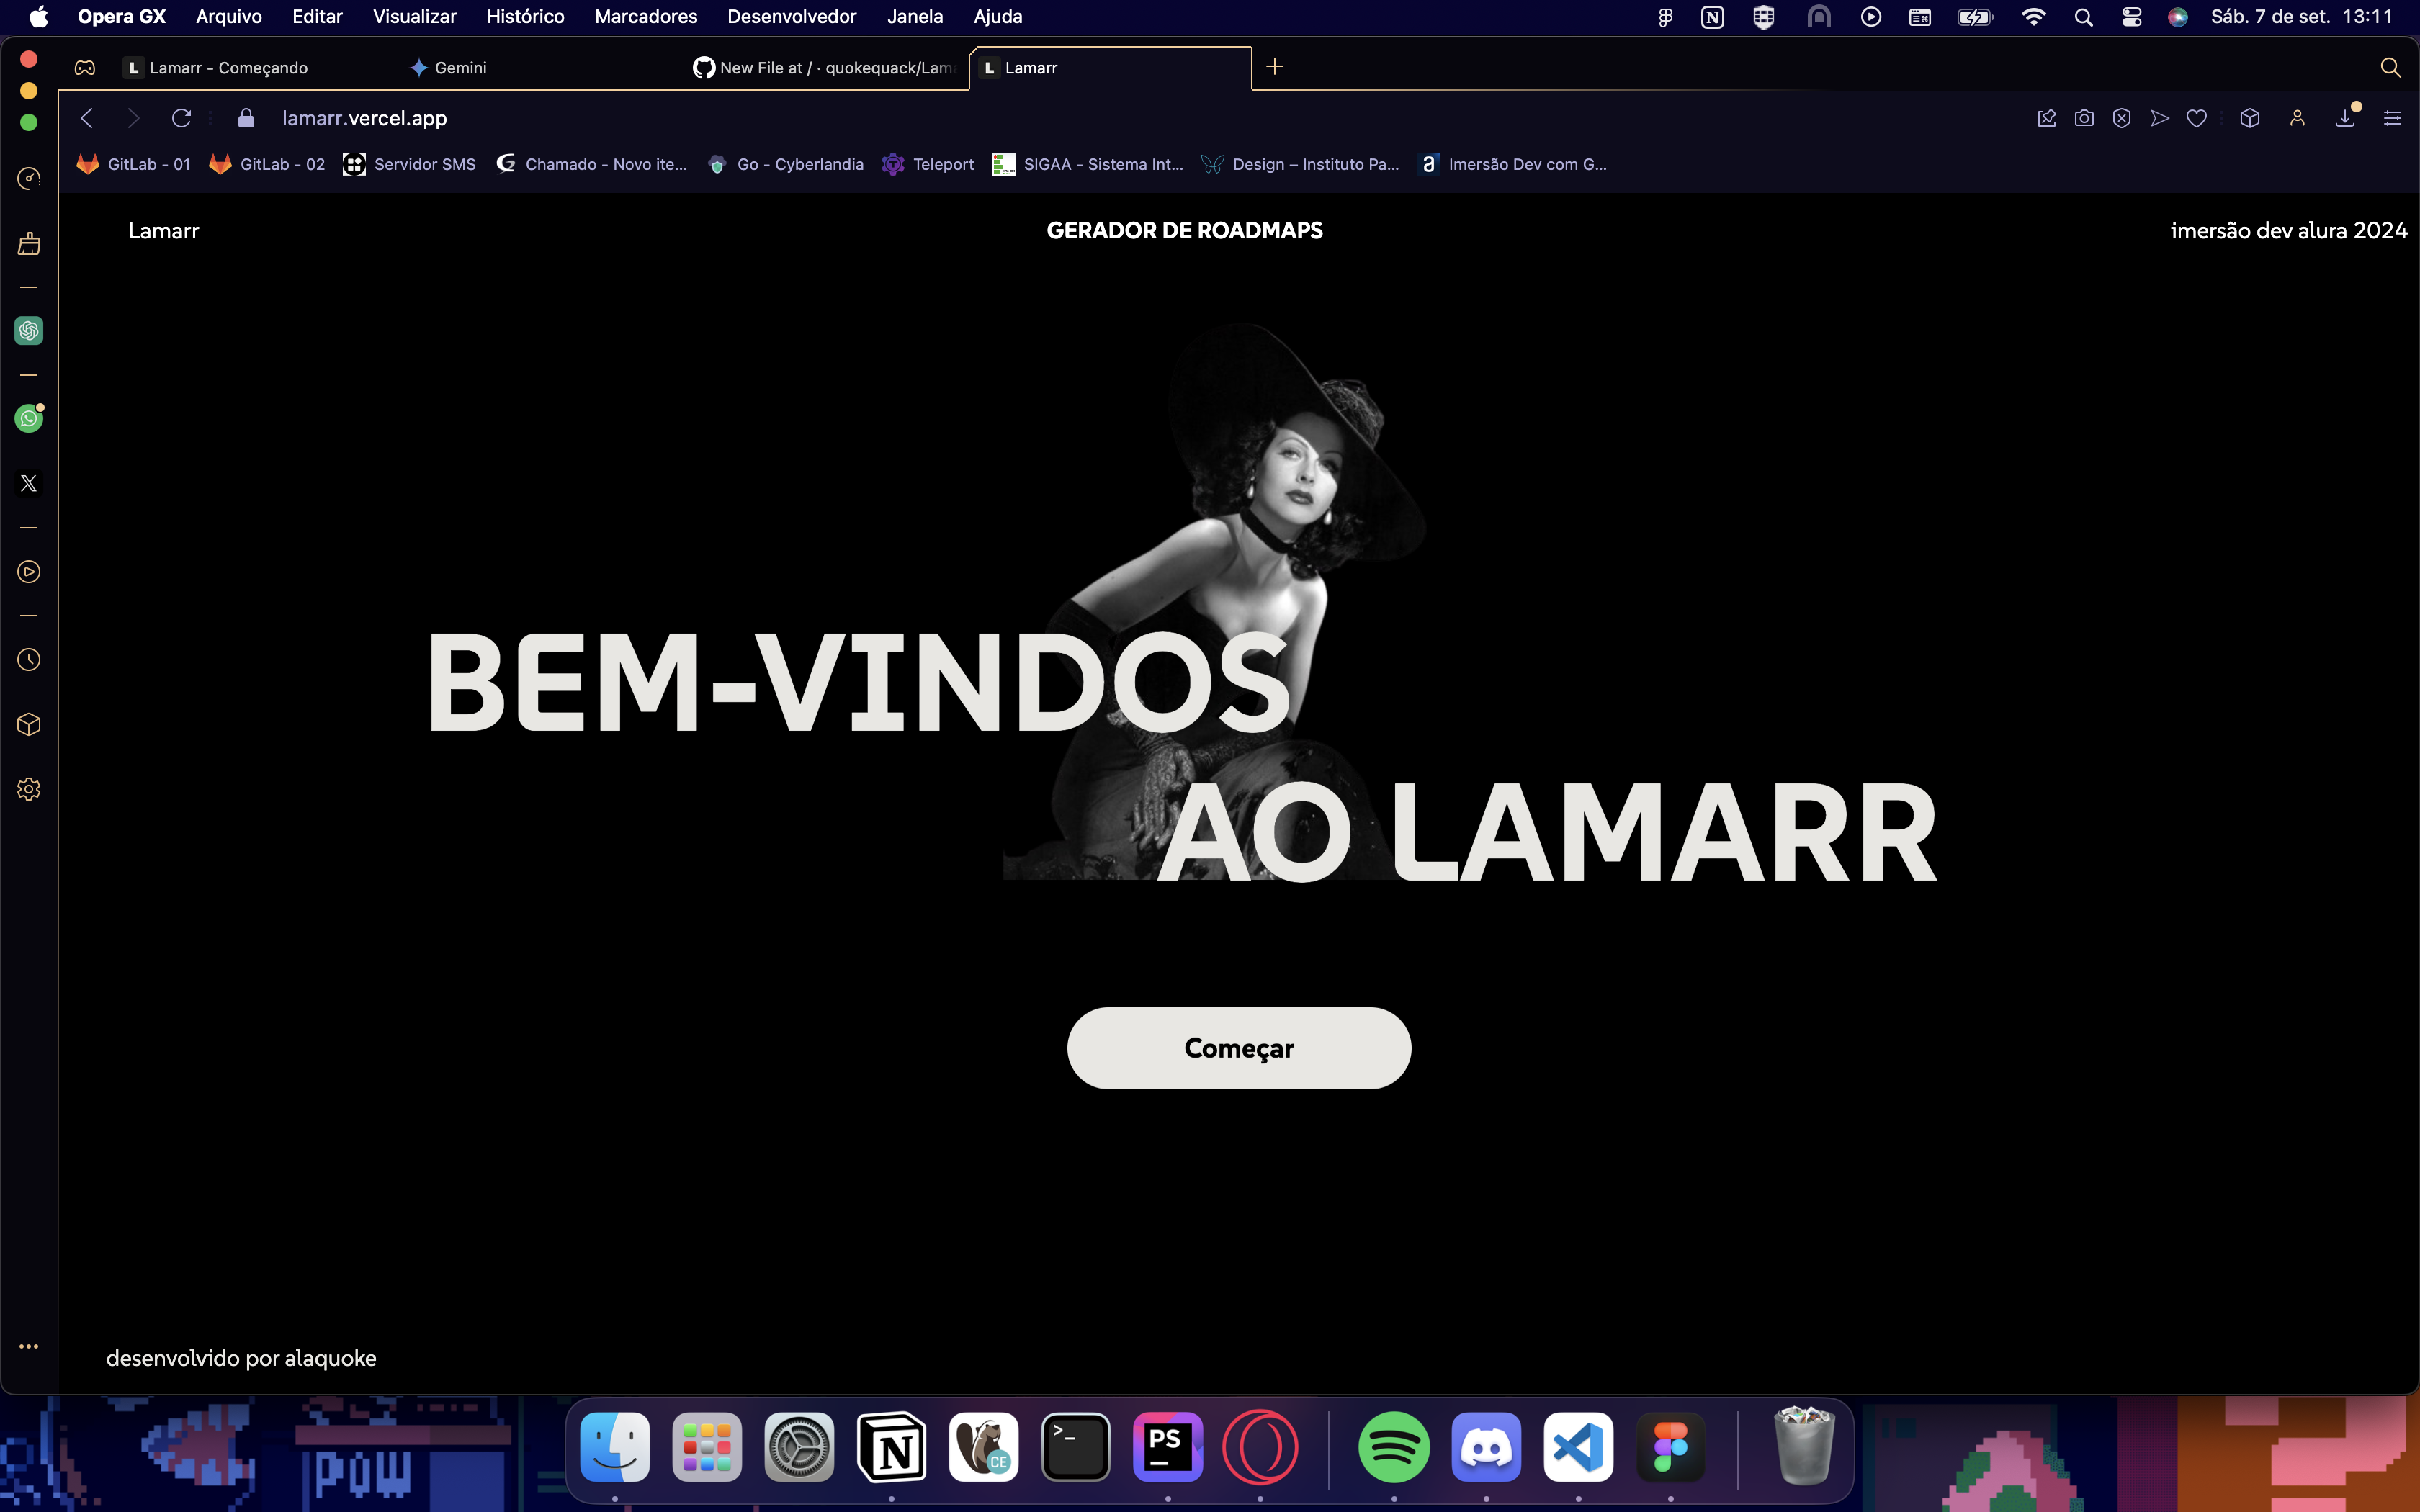 Opera GX Arquivo Editar Visualizar Histórico Marcadores Desenvolvedor Janela Ajuda Sáb. 7 de set. 13:11
L Lamarr - Começando Gemini New File at / · quokequack/Lam L Lamarr
lamarr.vercel.app
GitLab - 01 GitLab - 02 Servidor SMS Chamado - Novo ite... Go - Cyberlandia Teleport SIGAA - Sistema Int... Design – Instituto Pa... a Imersão Dev com G...
Lamarr GERADOR DE ROADMAPS imersão dev alura 2024
BEM-VINDOS
AO LAMARR
Começar
desenvolvido por alaquoke
POW
N CE >_ PS